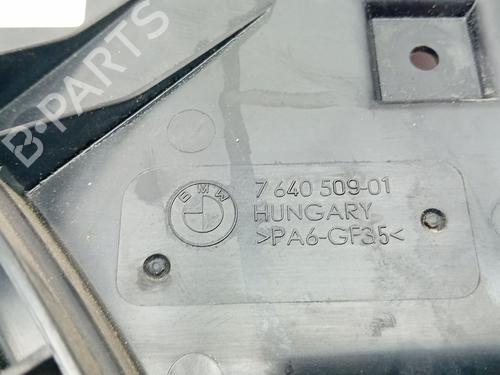 B-PARTS
BMW
7 640 509-01
HUNGARY
>PA6-GF35<